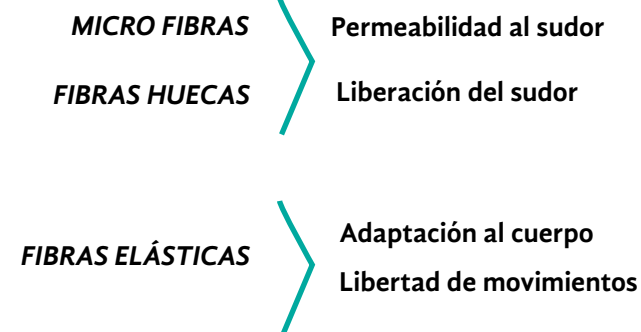 MICRO FIBRAS
Permeabilidad al sudor
FIBRAS HUECAS
Liberación del sudor
FIBRAS ELÁSTICAS
Adaptación al cuerpo
Libertad de movimientos